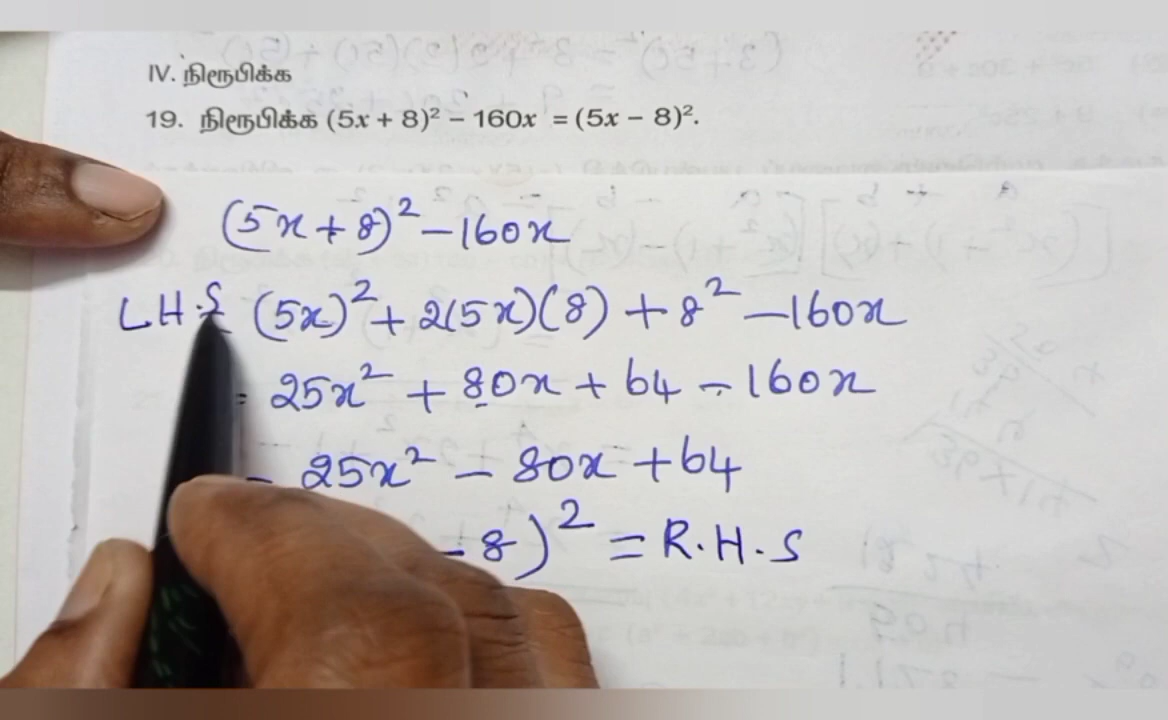 IV. நிரூபிக்க
19. நிரூபிக்க (5x + 8)² – 160x = (5x – 8)².
(5x+8)² – 160x
L.H.S (5x)² + 2(5x)(8) + 8² – 160x
= 25x² + 80x + 64 – 160x
25x² – 80x + 64
– 8)² = R.H.S